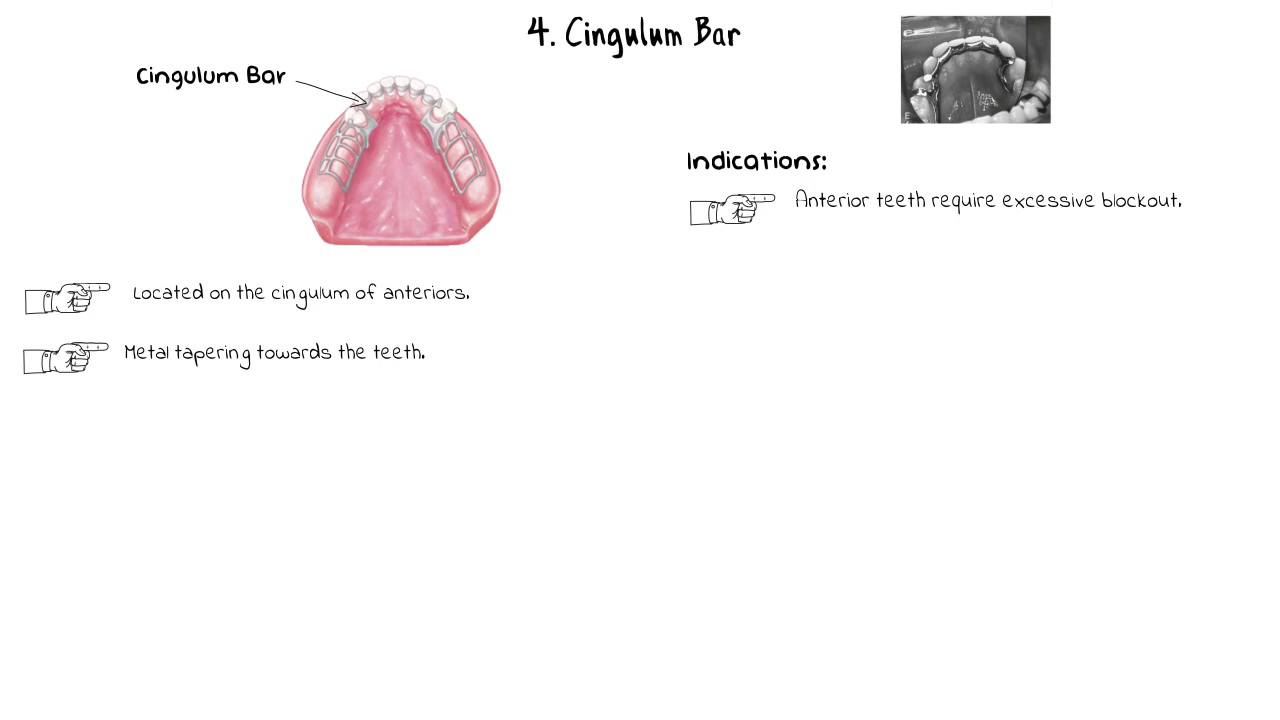 4. Cingulum Bar
Cingulum Bar
Located on the cingulum of anteriors.
Metal tapering towards the teeth.
Indications:
Anterior teeth require excessive blockout.